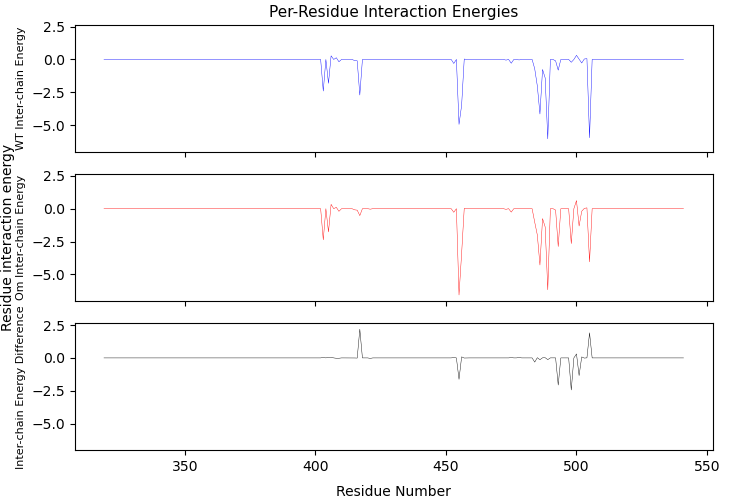 Per-Residue Interaction Energies
Residue interaction energy
WT Inter-chain Energy
2.5
0.0
−2.5
−5.0
Om Inter-chain Energy
2.5
0.0
−2.5
−5.0
Inter-chain Energy Difference
2.5
0.0
−2.5
−5.0
350
400
450
500
550
Residue Number